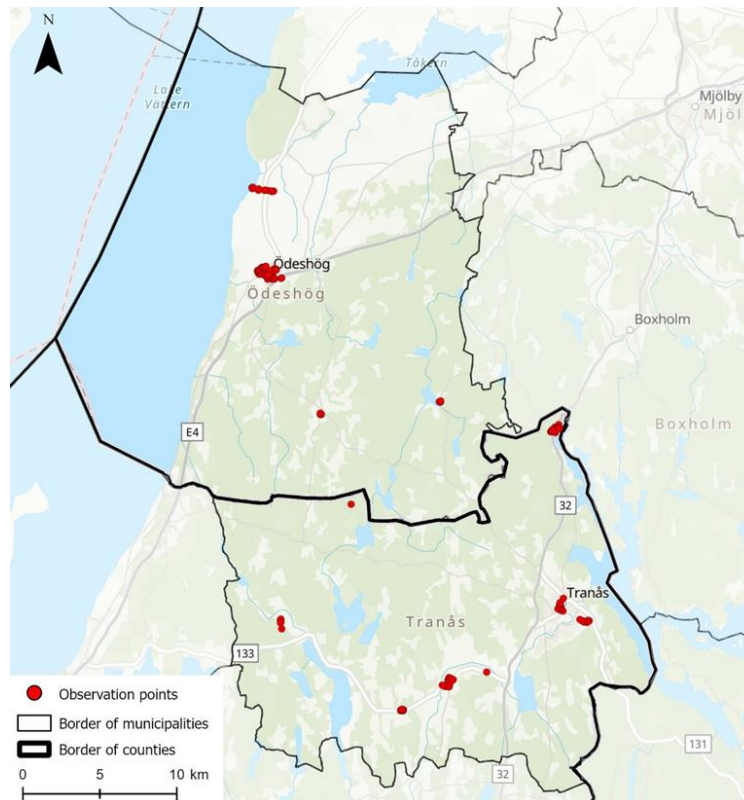 N
Tåkern
Lake
Vättern
Mjölby
Mjöl
Ödeshög
Ödeshög
Boxholm
Boxholm
E4
32
Tranås
Tranås
133
131
32
Observation points
Border of municipalities
Border of counties
0 5 10 km